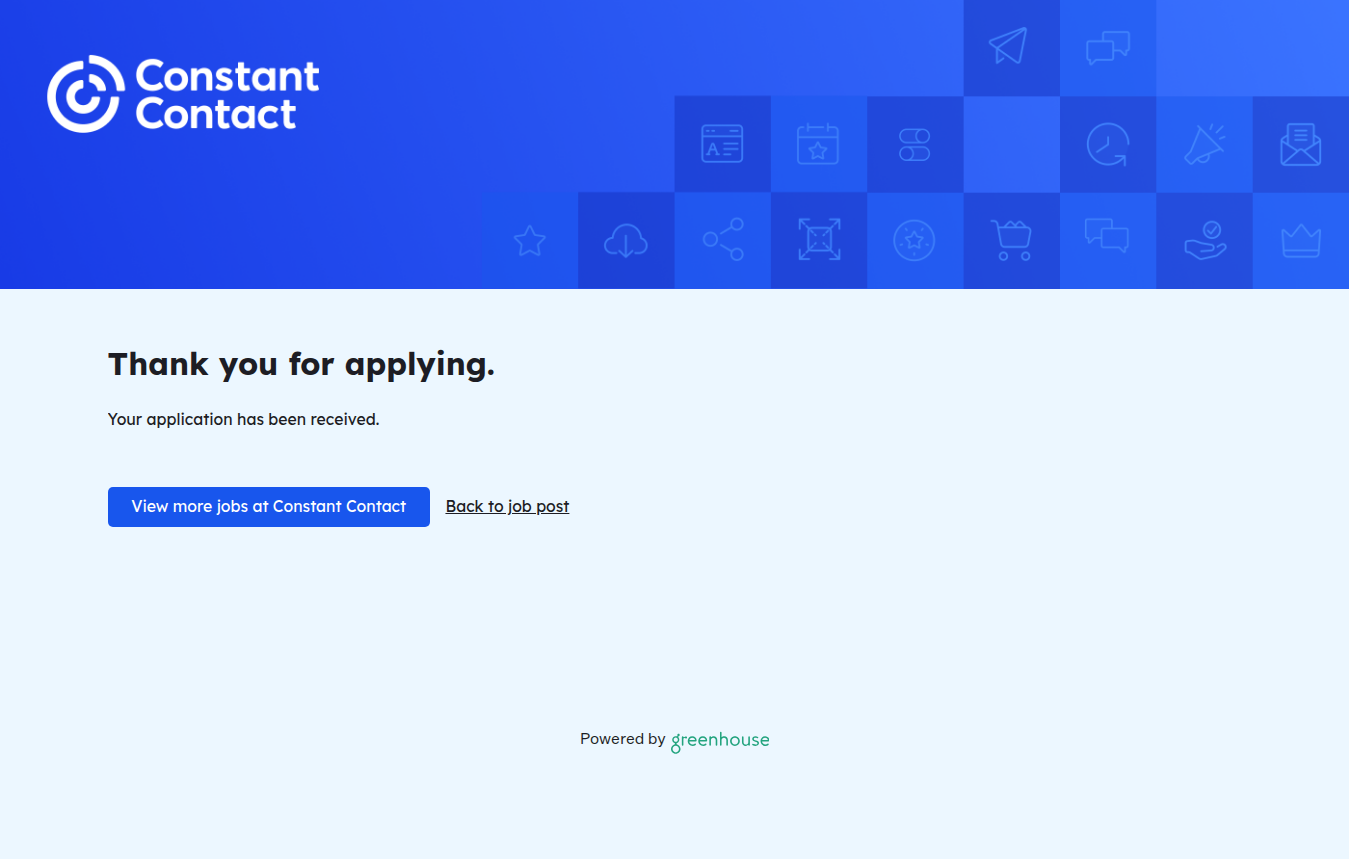 Constant
Contact
Thank you for applying.
Your application has been received.
View more jobs at Constant Contact
Back to job post
Powered by greenhouse